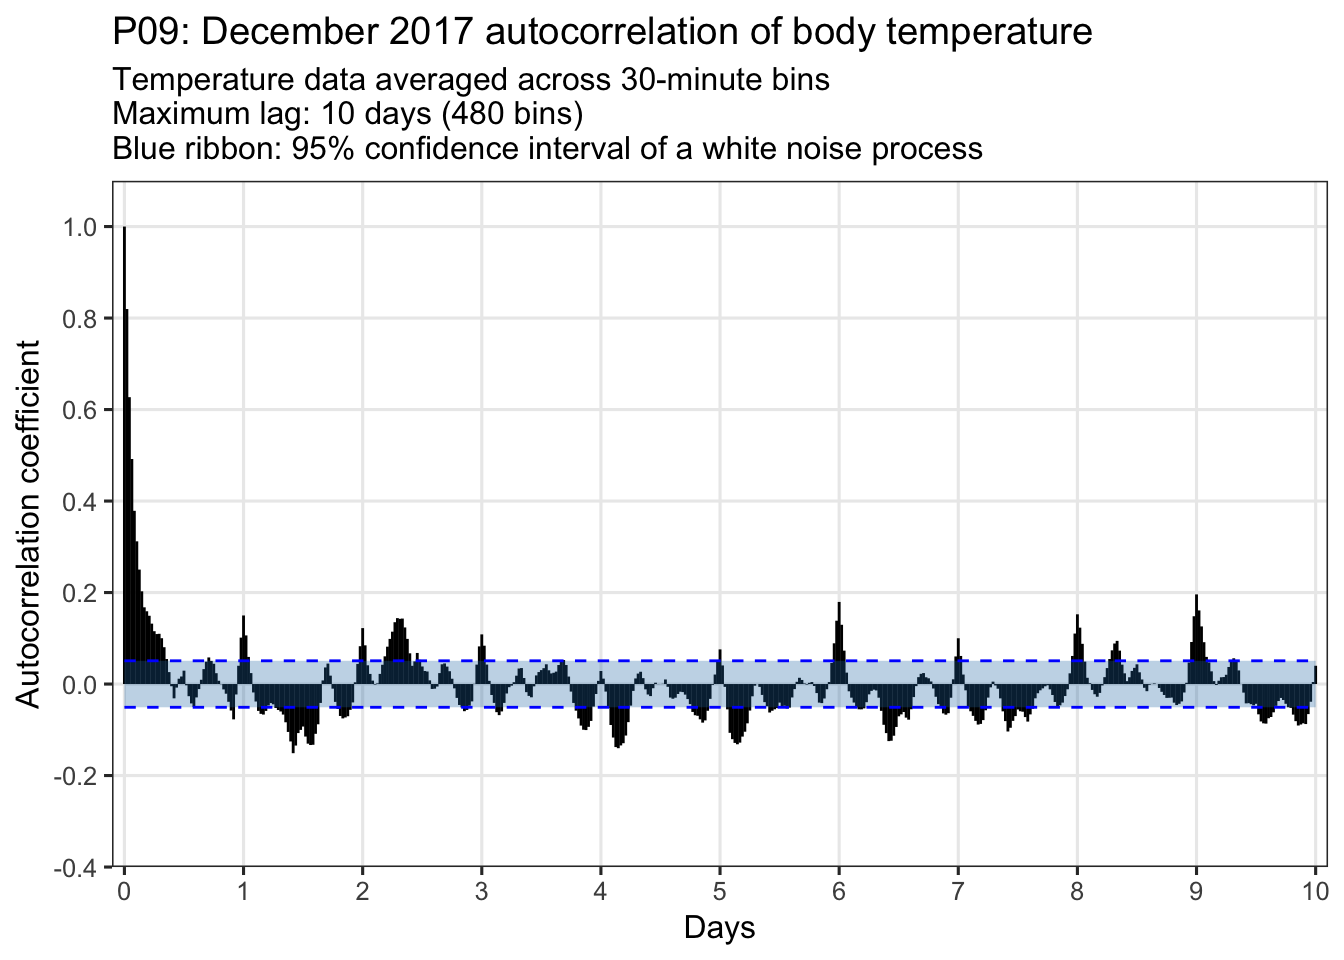 P09: December 2017 autocorrelation of body temperature
Temperature data averaged across 30-minute bins
Maximum lag: 10 days (480 bins)
Blue ribbon: 95% confidence interval of a white noise process
Autocorrelation coefficient
1.0
0.8
0.6
0.4
0.2
0.0
-0.2
-0.4
0 1 2 3 4 5 6 7 8 9 10
Days